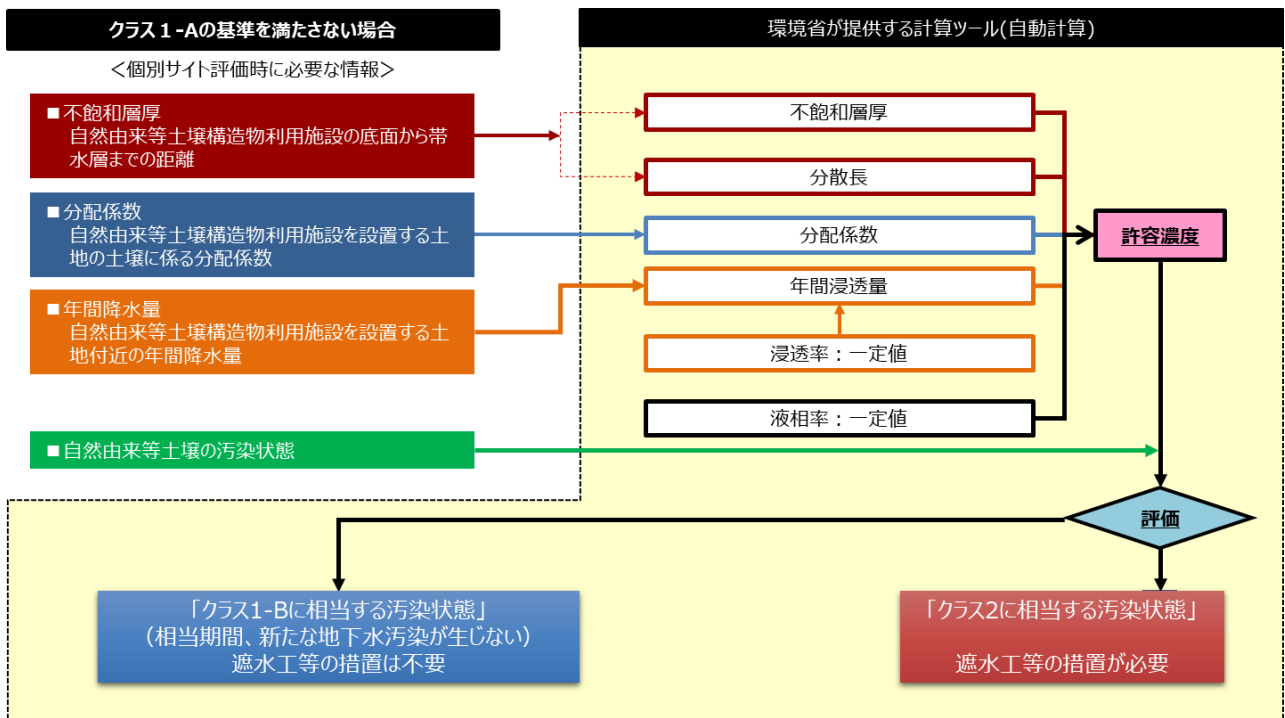 クラス１-Aの基準を満たさない場合
＜個別サイト評価時に必要な情報＞
■不飽和層厚
自然由来等土壌構造物利用施設の底面から帯
水層までの距離
■分配係数
自然由来等土壌構造物利用施設を設置する土
地の土壌に係る分配係数
■年間降水量
自然由来等土壌構造物利用施設を設置する土
地付近の年間降水量
■自然由来等土壌の汚染状態
環境省が提供する計算ツール(自動計算)
不飽和層厚
分散長
分配係数
年間浸透量
浸透率：一定値
液相率：一定値
許容濃度
評価
「クラス1-Bに相当する汚染状態」
（相当期間、新たな地下水汚染が生じない）
遮水工等の措置は不要
「クラス2に相当する汚染状態」
遮水工等の措置が必要